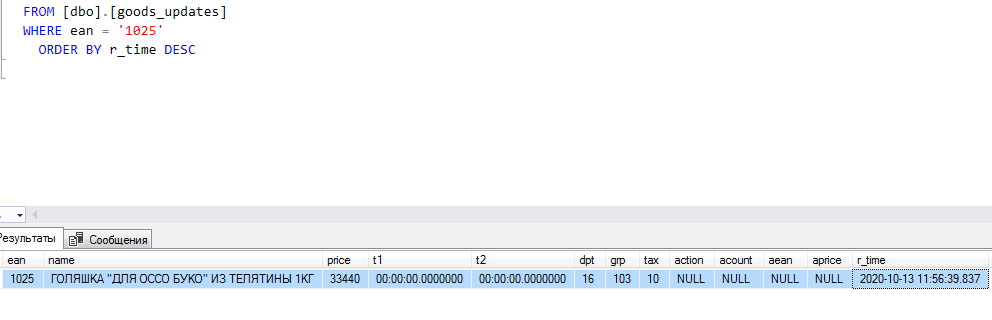 FROM [dbo].[goods_updates]
WHERE ean = '1025'
ORDER BY r_time DESC
Результаты Сообщения
ean name price t1 t2 dpt grp tax action acount aean aprice r_time
1025 ГОЛЯШКА "ДЛЯ ОССО БУКО" ИЗ ТЕЛЯТИНЫ 1КГ 33440 00:00:00.0000000 00:00:00.0000000 16 103 10 NULL NULL NULL NULL 2020-10-13 11:56:39.837